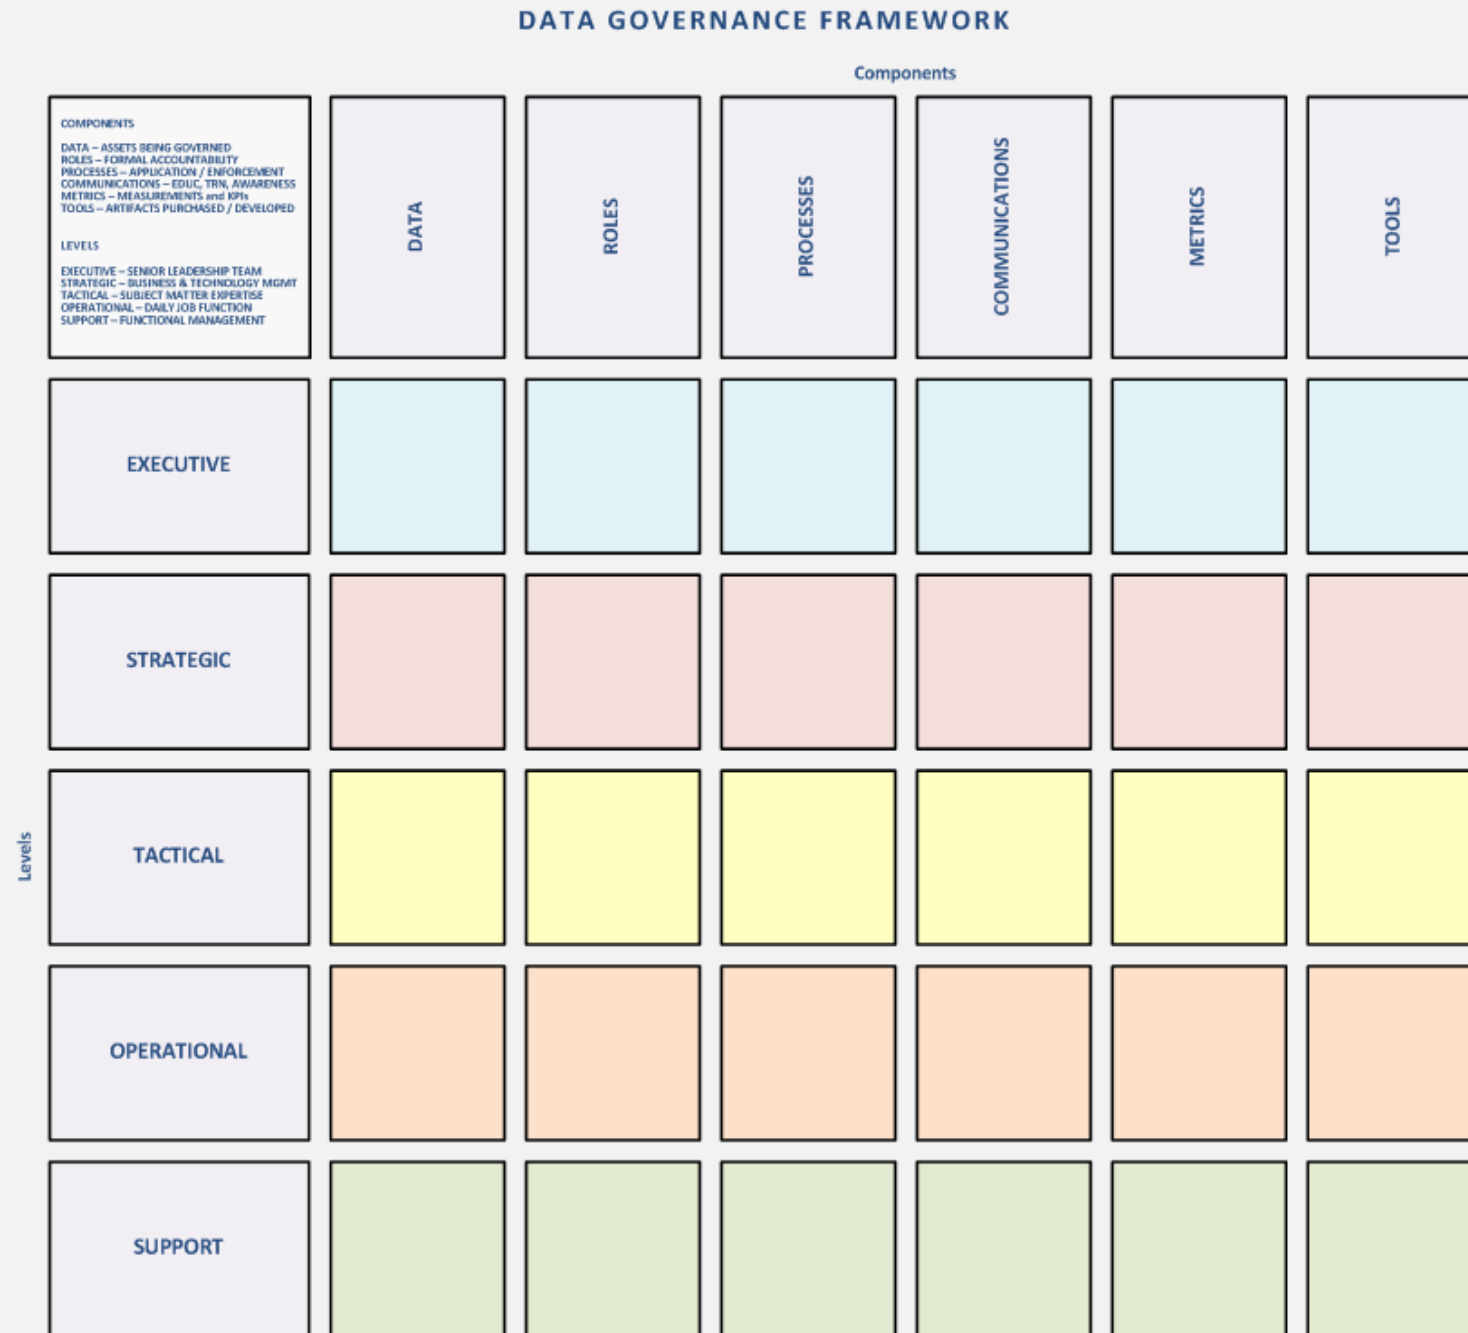 DATA GOVERNANCE FRAMEWORK
Components
COMPONENTS
DATA – ASSETS BEING GOVERNED
ROLES – FORMAL ACCOUNTABILITY
PROCESSES – APPLICATION / ENFORCEMENT
COMMUNICATIONS – EDUC, TRN, AWARENESS
METRICS – MEASUREMENTS and KPIs
TOOLS – ARTIFACTS PURCHASED / DEVELOPED
LEVELS
EXECUTIVE – SENIOR LEADERSHIP TEAM
STRATEGIC – BUSINESS & TECHNOLOGY MGMT
TACTICAL – SUBJECT MATTER EXPERTISE
OPERATIONAL – DAILY JOB FUNCTION
SUPPORT – FUNCTIONAL MANAGEMENT
DATA
ROLES
PROCESSES
COMMUNICATIONS
METRICS
TOOLS
Levels
EXECUTIVE
STRATEGIC
TACTICAL
OPERATIONAL
SUPPORT